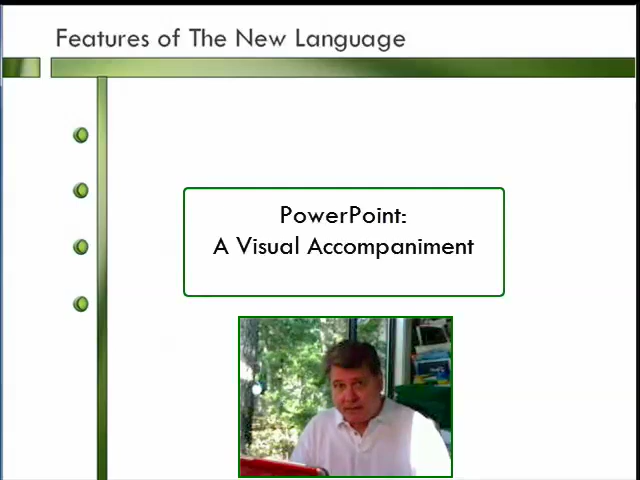 Features of The New Language
PowerPoint:
A Visual Accompaniment